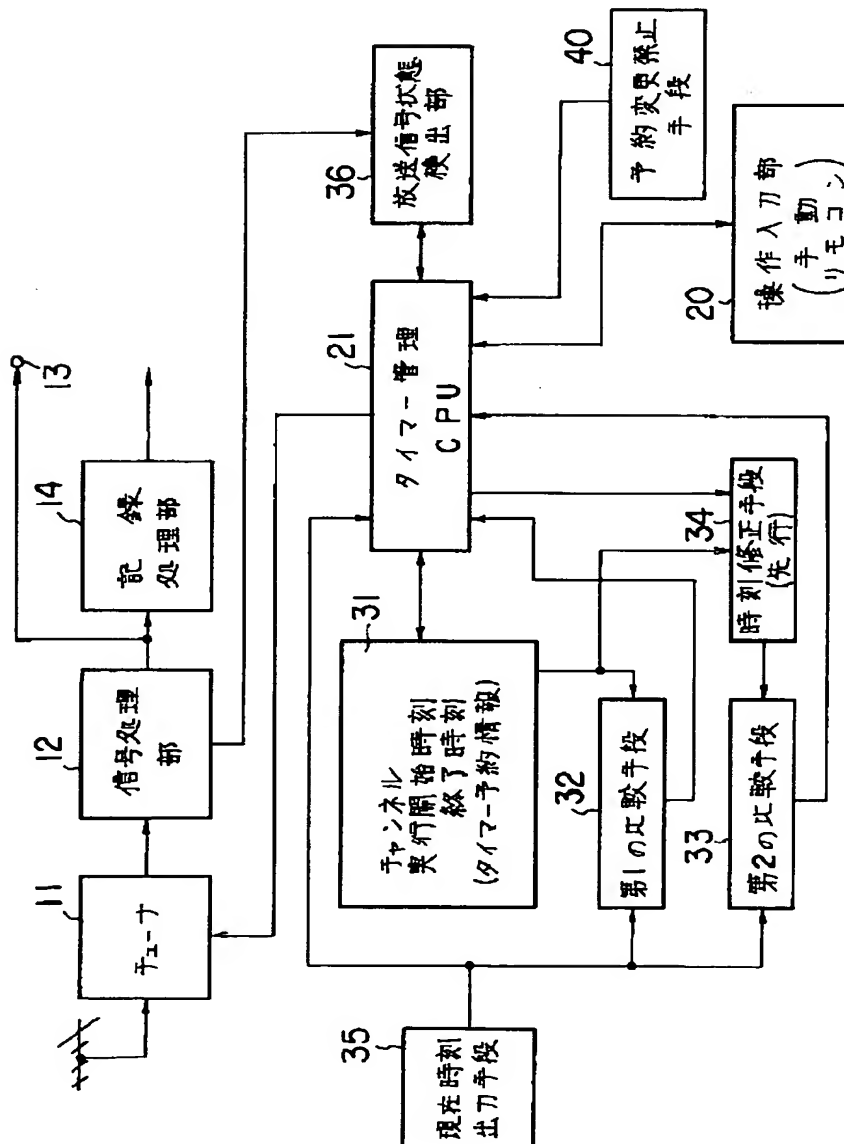 11
チューナ
12
信号処理
部
14
記録
処理部
13
36
放送信号状態
検出部
21
タイマー管理
CPU
31
チャンネル
実行開始時刻
終了時刻
(タイマー予約情報)
40
予約変更禁止
手段
20
操作入力部
(手動
リモコン)
32
第1の比較手段
34
時刻修正手段
(先行)
33
第2の比較手段
35
現在時刻
出力手段